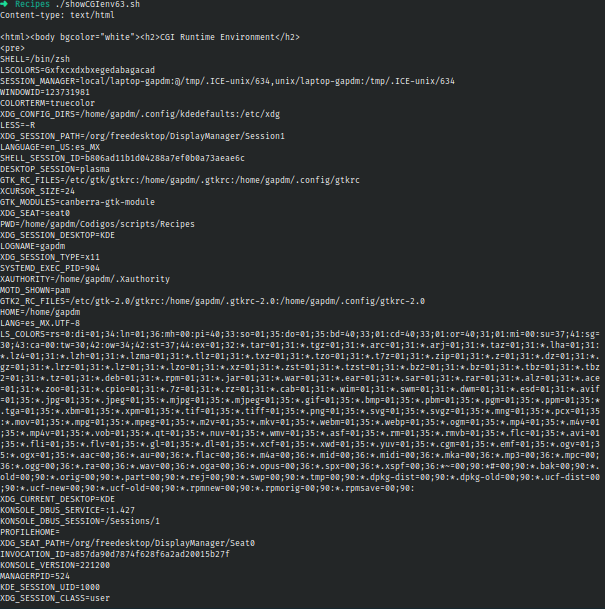 ➜  Recipes ./showCGIenv63.sh
Content-type: text/html

<html><body bgcolor="white"><h2>CGI Runtime Environment</h2>
<pre>
SHELL=/bin/zsh
LSCOLORS=Gxfxcxdxbxegedabagacad
SESSION_MANAGER=local/laptop-gapdm:@/tmp/.ICE-unix/634,unix/laptop-gapdm:/tmp/.ICE-unix/634
WINDOWID=123731981
COLORTERM=truecolor
XDG_CONFIG_DIRS=/home/gapdm/.config/kdedefaults:/etc/xdg
LESS=-R
XDG_SESSION_PATH=/org/freedesktop/DisplayManager/Session1
LANGUAGE=en_US:es_MX
SHELL_SESSION_ID=b806ad11b1d04288a7ef0b0a73aeae6c
DESKTOP_SESSION=plasma
GTK_RC_FILES=/etc/gtk/gtkrc:/home/gapdm/.gtkrc:/home/gapdm/.config/gtkrc
XCURSOR_SIZE=24
GTK_MODULES=canberra-gtk-module
XDG_SEAT=seat0
PWD=/home/gapdm/Codigos/scripts/Recipes
XDG_SESSION_DESKTOP=KDE
LOGNAME=gapdm
XDG_SESSION_TYPE=x11
SYSTEMD_EXEC_PID=904
XAUTHORITY=/home/gapdm/.Xauthority
MOTD_SHOWN=pam
GTK2_RC_FILES=/etc/gtk-2.0/gtkrc:/home/gapdm/.gtkrc-2.0:/home/gapdm/.config/gtkrc-2.0
HOME=/home/gapdm
LANG=es_MX.UTF-8
LS_COLORS=rs=0:di=01;34:ln=01;36:mh=00:pi=40;33:so=01;35:do=01;35:bd=40;33;01:cd=40;33;01:or=40;31;01:mi=00:su=37;41:sg=
30;43:ca=00:tw=30;42:ow=34;42:st=37;44:ex=01;32:*.tar=01;31:*.tgz=01;31:*.arc=01;31:*.arj=01;31:*.taz=01;31:*.lha=01;31:
*.lz4=01;31:*.lzh=01;31:*.lzma=01;31:*.tlz=01;31:*.txz=01;31:*.tzo=01;31:*.t7z=01;31:*.zip=01;31:*.z=01;31:*.dz=01;31:*.
gz=01;31:*.lrz=01;31:*.lz=01;31:*.lzo=01;31:*.xz=01;31:*.zst=01;31:*.tzst=01;31:*.bz2=01;31:*.bz=01;31:*.tbz=01;31:*.tbz
2=01;31:*.tz=01;31:*.deb=01;31:*.rpm=01;31:*.jar=01;31:*.war=01;31:*.ear=01;31:*.sar=01;31:*.rar=01;31:*.alz=01;31:*.ace
=01;31:*.zoo=01;31:*.cpio=01;31:*.7z=01;31:*.rz=01;31:*.cab=01;31:*.wim=01;31:*.swm=01;31:*.dwm=01;31:*.esd=01;31:*.avif
=01;35:*.jpg=01;35:*.jpeg=01;35:*.mjpg=01;35:*.mjpeg=01;35:*.gif=01;35:*.bmp=01;35:*.pbm=01;35:*.pgm=01;35:*.ppm=01;35:
*.tga=01;35:*.xbm=01;35:*.xpm=01;35:*.tif=01;35:*.tiff=01;35:*.png=01;35:*.svg=01;35:*.svgz=01;35:*.mng=01;35:*.pcx=01;35
:*.mov=01;35:*.mpg=01;35:*.mpeg=01;35:*.m2v=01;35:*.mkv=01;35:*.webm=01;35:*.webp=01;35:*.ogm=01;35:*.mp4=01;35:*.m4v=
01;35:*.mp4v=01;35:*.vob=01;35:*.qt=01;35:*.nuv=01;35:*.wmv=01;35:*.asf=01;35:*.rm=01;35:*.rmvb=01;35:*.flc=01;35:*.avi=
01;35:*.fli=01;35:*.flv=01;35:*.gl=01;35:*.dl=01;35:*.xcf=01;35:*.xwd=01;35:*.yuv=01;35:*.cgm=01;35:*.emf=01;35:*.ogv=01;3
5:*.ogx=01;35:*.aac=00;36:*.au=00;36:*.flac=00;36:*.m4a=00;36:*.mid=00;36:*.midi=00;36:*.mka=00;36:*.mp3=00;36:*.mpc=00;
36:*.ogg=00;36:*.ra=00;36:*.wav=00;36:*.oga=00;36:*.opus=00;36:*.spx=00;36:*.xspf=00;36:*~=00;90:*#=00;90:*.bak=00;90:*.
old=00;90:*.orig=00;90:*.part=00;90:*.rej=00;90:*.swp=00;90:*.tmp=00;90:*.dpkg-dist=00;90:*.dpkg-old=00;90:*.ucf-dist=00
;90:*.ucf-new=00;90:*.ucf-old=00;90:*.rpmnew=00;90:*.rpmorig=00;90:*.rpmsave=00;90:
XDG_CURRENT_DESKTOP=KDE
KONSOLE_DBUS_SERVICE=:1.427
KONSOLE_DBUS_SESSION=/Sessions/1
PROFILEHOME=
XDG_SEAT_PATH=/org/freedesktop/DisplayManager/Seat0
INVOCATION_ID=a857da90d7874f628f6a2ad20015b27f
KONSOLE_VERSION=221200
MANAGERPID=524
KDE_SESSION_UID=1000
XDG_SESSION_CLASS=user